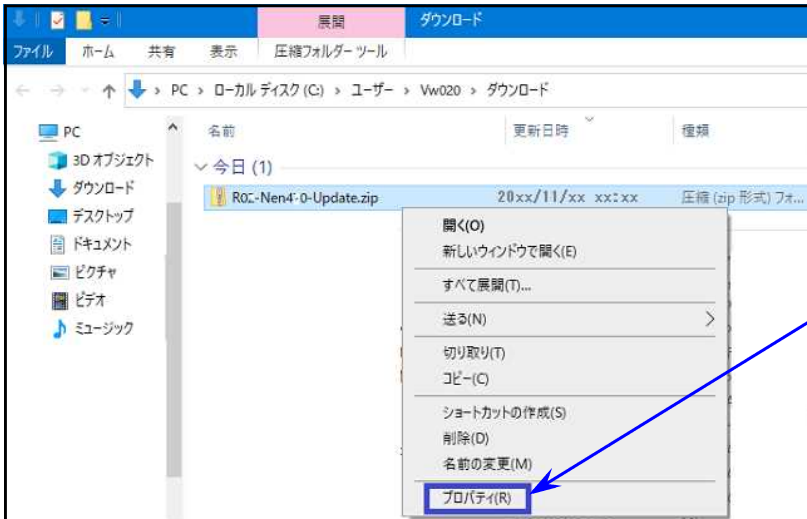 展開 ダウンロード
ファイル ホーム 共有 表示 圧縮フォルダー ツール
PC › ローカル ディスク (C:) › ユーザー › Vw020 › ダウンロード
PC
3D オブジェクト
ダウンロード
デスクトップ
ドキュメント
ピクチャ
ビデオ
ミュージック
名前 更新日時 種類
今日 (1)
-Update.zip 20xx/11/xx xx:xx 圧縮 (zip 形式) フォ...
開く(O)
新しいウィンドウで開く(E)
すべて展開(T)...
送る(N)
切り取り(T)
コピー(C)
ショートカットの作成(S)
削除(D)
名前の変更(M)
プロパティ(R)